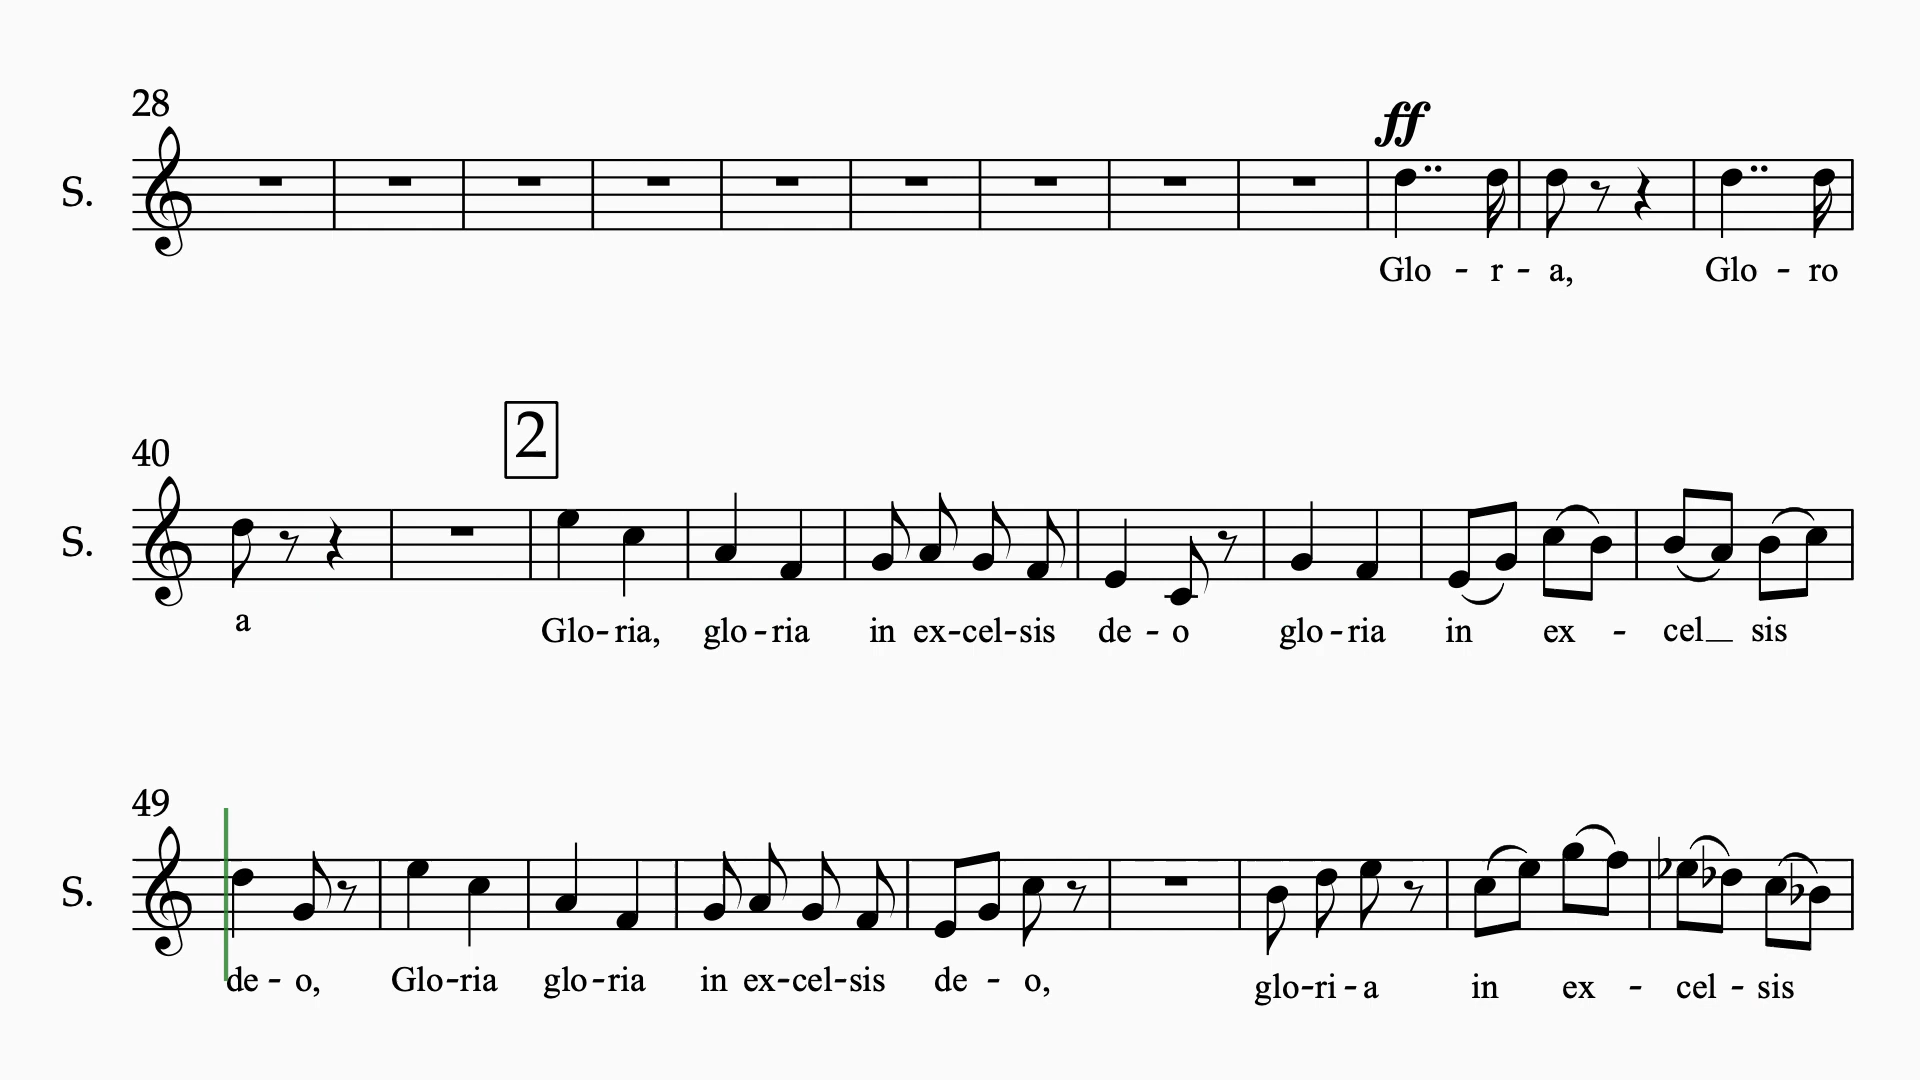 28
ff
S.
Glo - r - a, Glo - ro
2
40
S.
a Glo - ria, glo - ria in ex - cel - sis de - o glo - ria in ex - cel_ sis
49
S.
de - o, Glo - ria glo - ria in ex - cel - sis de - o, glo - ri - a in ex - cel - sis